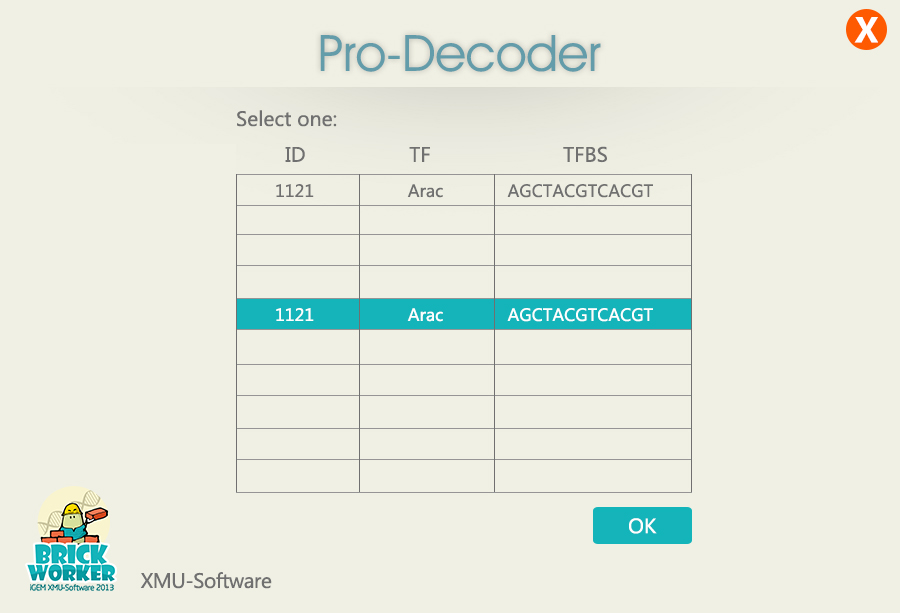 X
Pro-Decoder
Select one:
ID TF TFBS
1121 Arac AGCTACGTCACGT
1121 Arac AGCTACGTCACGT
OK
BRICK
WORKER
iGEM XMU-Software 2013
XMU-Software